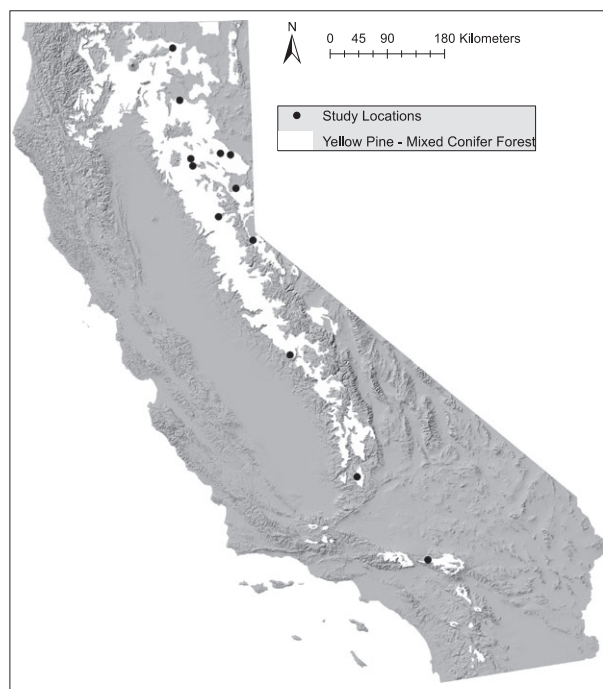 N
0 45 90 180 Kilometers
Study Locations
Yellow Pine - Mixed Conifer Forest